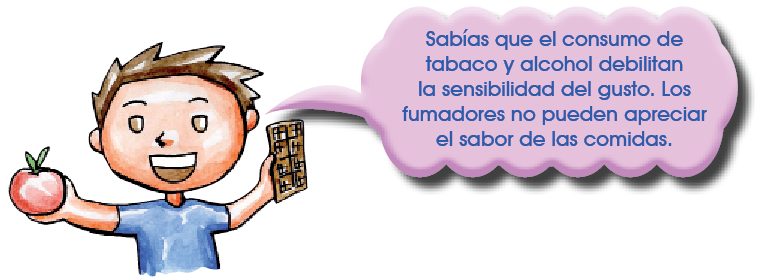 Sabías que el consumo de
tabaco y alcohol debilitan
la sensibilidad del gusto. Los
fumadores no pueden apreciar
el sabor de las comidas.